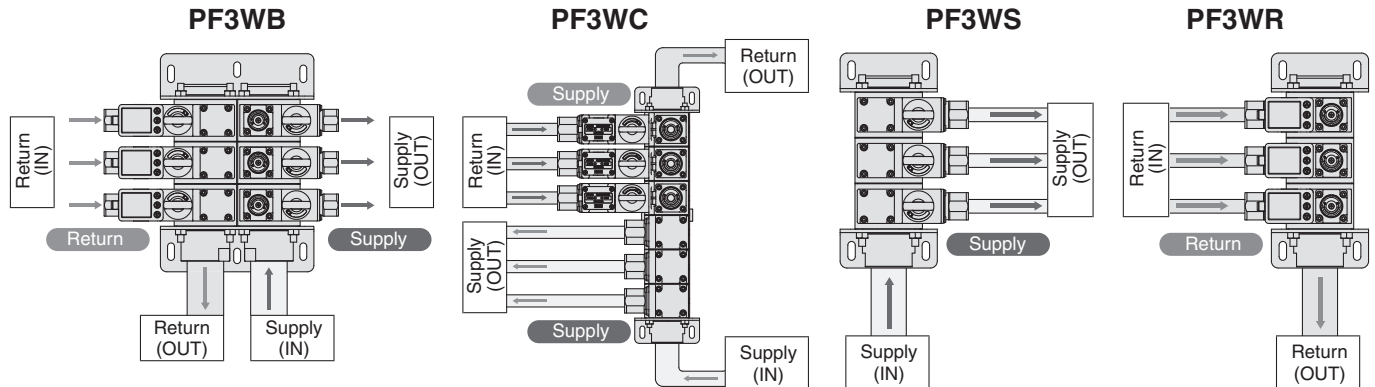 PF3WB
Return
(IN)
Supply
(OUT)
Return
Supply
Return
(OUT)
Supply
(IN)
PF3WC
Return
(OUT)
Supply
Return
(IN)
Supply
(OUT)
Supply
Supply
(IN)
PF3WS
Supply
(OUT)
Supply
Supply
(IN)
PF3WR
Return
(IN)
Return
Return
(OUT)